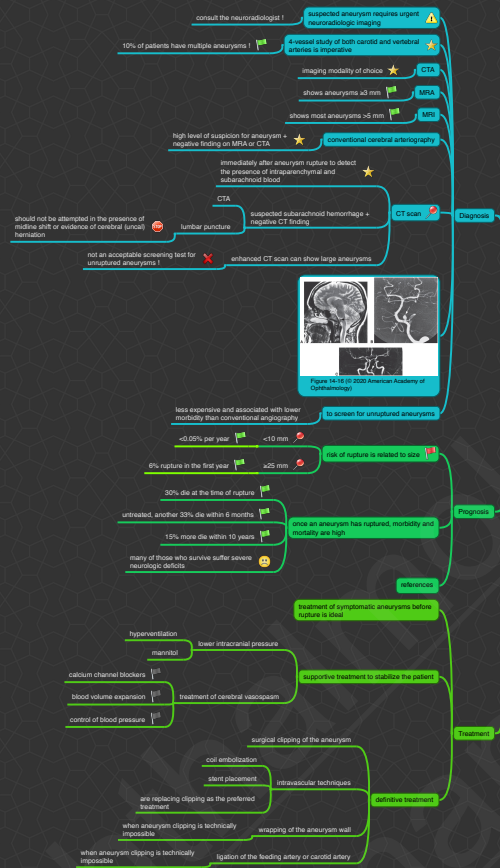 suspected aneurysm requires urgent
neuroradiologic imaging
consult the neuroradiologist !
4-vessel study of both carotid and vertebral
arteries is imperative
10% of patients have multiple aneurysms !
CTA
imaging modality of choice
MRA
shows aneurysms ≥3 mm
MRI
shows most aneurysms >5 mm
conventional cerebral arteriography
high level of suspicion for aneurysm +
negative finding on MRA or CTA
Diagnosis
CT scan
immediately after aneurysm rupture to detect
the presence of intraparenchymal and
subarachnoid blood
suspected subarachnoid hemorrhage +
negative CT finding
CTA
lumbar puncture
should not be attempted in the presence of
midline shift or evidence of cerebral (uncal)
herniation
STOP
enhanced CT scan can show large aneurysms
not an acceptable screening test for
unruptured aneurysms !
Figure 14-16 (© 2020 American Academy of
Ophthalmology)
to screen for unruptured aneurysms
less expensive and associated with lower
morbidity than conventional angiography
Prognosis
risk of rupture is related to size
<10 mm
<0.05% per year
≥25 mm
6% rupture in the first year
once an aneurysm has ruptured, morbidity and
mortality are high
30% die at the time of rupture
untreated, another 33% die within 6 months
15% more die within 10 years
many of those who survive suffer severe
neurologic deficits
references
Treatment
treatment of symptomatic aneurysms before
rupture is ideal
supportive treatment to stabilize the patient
lower intracranial pressure
hyperventilation
mannitol
treatment of cerebral vasospasm
calcium channel blockers
blood volume expansion
control of blood pressure
definitive treatment
surgical clipping of the aneurysm
intravascular techniques
coil embolization
stent placement
are replacing clipping as the preferred
treatment
wrapping of the aneurysm wall
when aneurysm clipping is technically
impossible
ligation of the feeding artery or carotid artery
when aneurysm clipping is technically
impossible